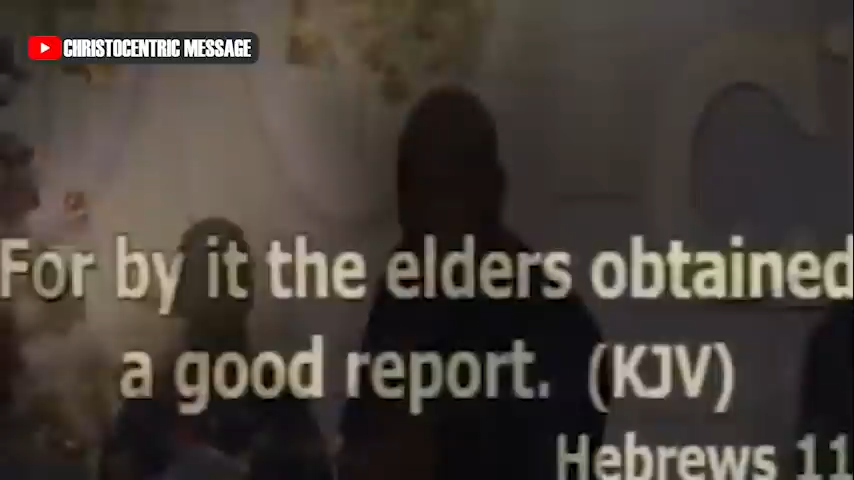 CHRISTOCENTRIC MESSAGE
For by it the elders obtained
a good report. (KJV)
Hebrews 11